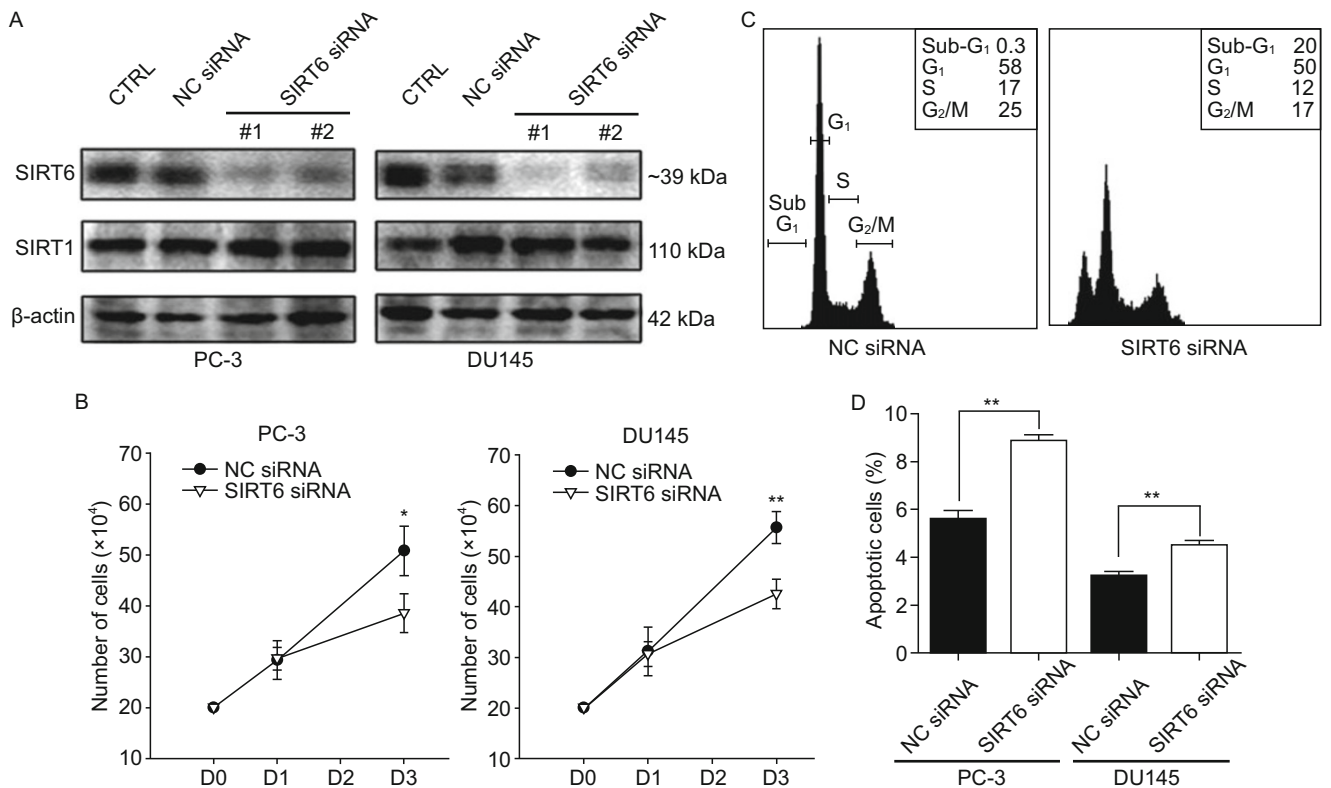 A
CTRL
NC siRNA
SIRT6 siRNA
#1
#2
CTRL
NC siRNA
SIRT6 siRNA
#1
#2
SIRT6
~39 kDa
SIRT1
110 kDa
β-actin
42 kDa
PC-3
DU145
C
Sub-G₁ 0.3
G₁ 58
S 17
G₂/M 25
G₁
S
Sub
G₁
G₂/M
NC siRNA
Sub-G₁ 20
G₁ 50
S 12
G₂/M 17
SIRT6 siRNA
B
PC-3
NC siRNA
SIRT6 siRNA
Number of cells (×10⁴)
70
60
50
40
30
20
10
*
D0 D1 D2 D3
DU145
NC siRNA
SIRT6 siRNA
Number of cells (×10⁴)
70
60
50
40
30
20
10
**
D0 D1 D2 D3
D
Apoptotic cells (%)
10
8
6
4
2
0
**
**
NC siRNA
SIRT6 siRNA
NC siRNA
SIRT6 siRNA
PC-3
DU145